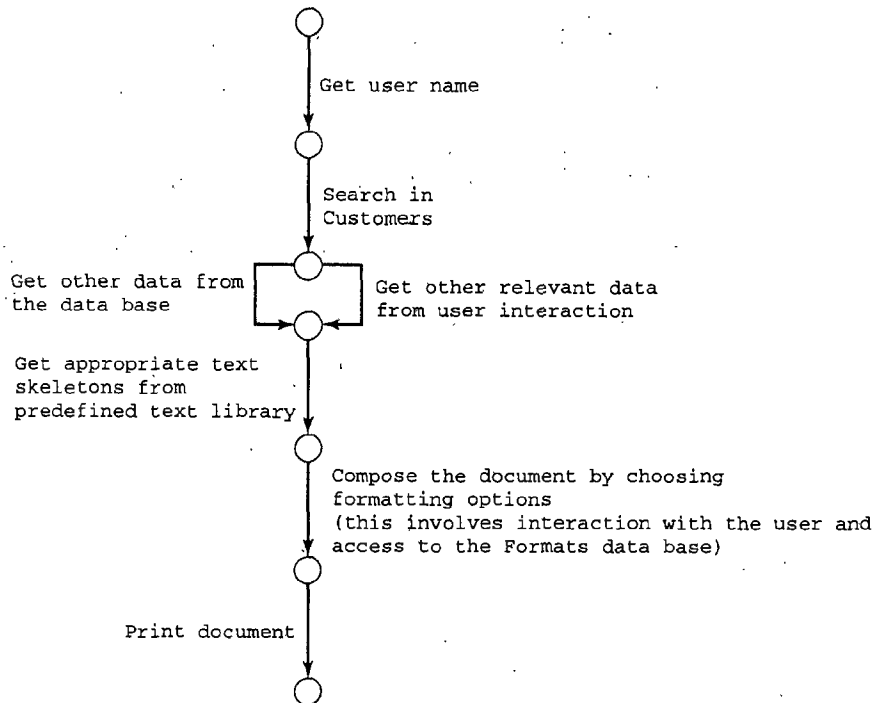 Get user name
Search in
Customers
Get other data from
the data base
Get other relevant data
from user interaction
Get appropriate text
skeletons from
predefined text library
Compose the document by choosing
formatting options
(this involves interaction with the user and
access to the Formats data base)
Print document